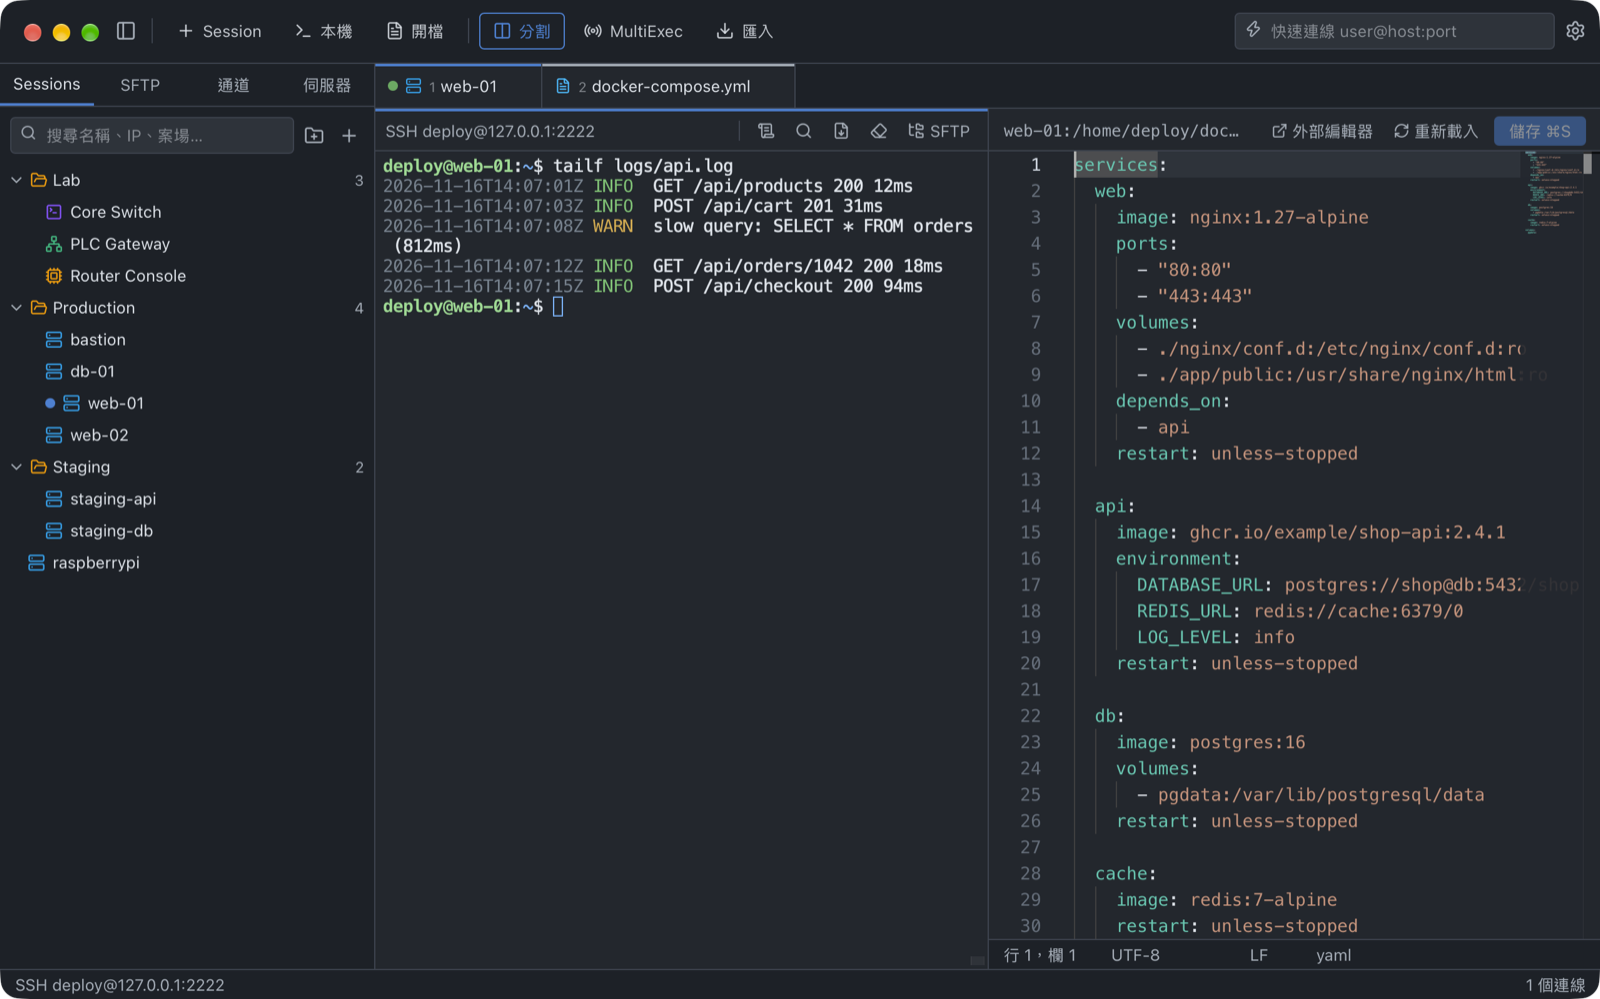 Session
本機
開檔
分割
MultiExec
匯入
快速連線 user@host:port
Sessions
SFTP
通道
伺服器
1 web-01
2 docker-compose.yml
搜尋名稱、IP、案場...
Lab 3
Core Switch
PLC Gateway
Router Console
Production 4
bastion
db-01
web-01
web-02
Staging 2
staging-api
staging-db
raspberrypi
SSH deploy@127.0.0.1:2222
SFTP
deploy@web-01:~$ tailf logs/api.log
2026-11-16T14:07:01Z INFO  GET /api/products 200 12ms
2026-11-16T14:07:03Z INFO  POST /api/cart 201 31ms
2026-11-16T14:07:08Z WARN  slow query: SELECT * FROM orders
(812ms)
2026-11-16T14:07:12Z INFO  GET /api/orders/1042 200 18ms
2026-11-16T14:07:15Z INFO  POST /api/checkout 200 94ms
deploy@web-01:~$
web-01:/home/deploy/doc...
外部編輯器
重新載入
儲存 ⌘S
1 services:
2 web:
3 image: nginx:1.27-alpine
4 ports:
5 - "80:80"
6 - "443:443"
7 volumes:
8 - ./nginx/conf.d:/etc/nginx/conf.d:ro
9 - ./app/public:/usr/share/nginx/html:ro
10 depends_on:
11 - api
12 restart: unless-stopped
13
14 api:
15 image: ghcr.io/example/shop-api:2.4.1
16 environment:
17 DATABASE_URL: postgres://shop@db:5432/shop
18 REDIS_URL: redis://cache:6379/0
19 LOG_LEVEL: info
20 restart: unless-stopped
21
22 db:
23 image: postgres:16
24 volumes:
25 - pgdata:/var/lib/postgresql/data
26 restart: unless-stopped
27
28 cache:
29 image: redis:7-alpine
30 restart: unless-stopped
行 1，欄 1
UTF-8
LF
yaml
SSH deploy@127.0.0.1:2222
1 個連線